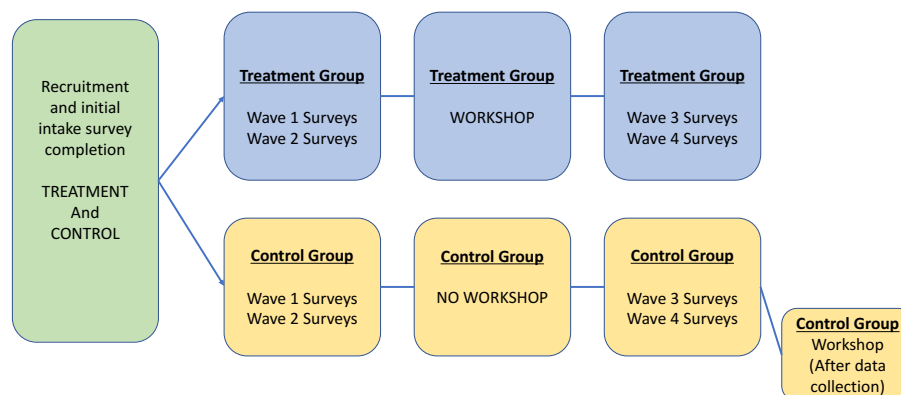 Recruitment
and initial
intake survey
completion
TREATMENT
And
CONTROL
Treatment Group
Wave 1 Surveys
Wave 2 Surveys
Treatment Group
WORKSHOP
Treatment Group
Wave 3 Surveys
Wave 4 Surveys
Control Group
Wave 1 Surveys
Wave 2 Surveys
Control Group
NO WORKSHOP
Control Group
Wave 3 Surveys
Wave 4 Surveys
Control Group
Workshop
(After data
collection)